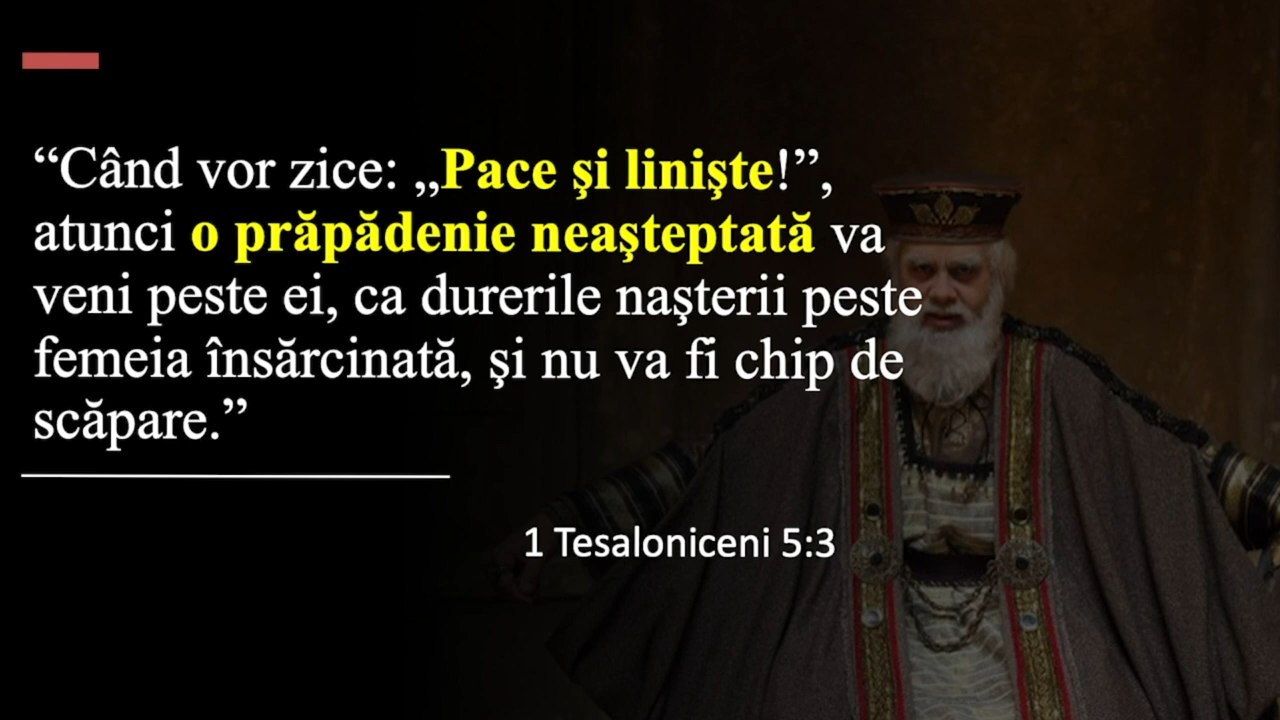 “Când vor zice: „Pace şi linişte!”,
atunci o prăpădenie neaşteptată va
veni peste ei, ca durerile naşterii peste
femeia însărcinată, şi nu va fi chip de
scăpare.”
1 Tesaloniceni 5:3